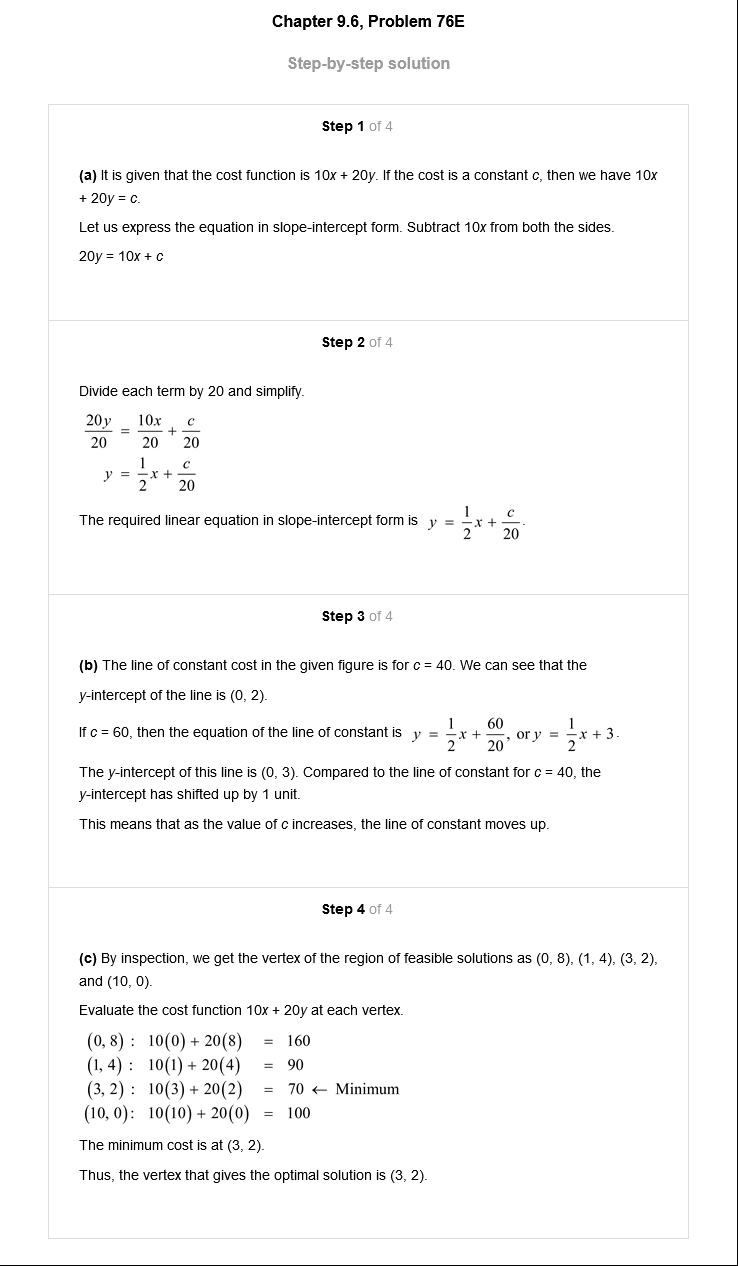 Chapter 9.6, Problem 76E
Step-by-step solution
Step 1 of 4
(a) It is given that the cost function is 10x + 20y. If the cost is a constant c, then we have 10x
+ 20y = c.
Let us express the equation in slope-intercept form. Subtract 10x from both the sides.
20y = 10x + c
Step 2 of 4
Divide each term by 20 and simplify.
20y/20 = 10x/20 + c/20
y = 1/2 x + c/20
The required linear equation in slope-intercept form is y = 1/2 x + c/20.
Step 3 of 4
(b) The line of constant cost in the given figure is for c = 40. We can see that the
y-intercept of the line is (0, 2).
If c = 60, then the equation of the line of constant is y = 1/2 x + 60/20, or y = 1/2 x + 3.
The y-intercept of this line is (0, 3). Compared to the line of constant for c = 40, the
y-intercept has shifted up by 1 unit.
This means that as the value of c increases, the line of constant moves up.
Step 4 of 4
(c) By inspection, we get the vertex of the region of feasible solutions as (0, 8), (1, 4), (3, 2),
and (10, 0).
Evaluate the cost function 10x + 20y at each vertex.
(0, 8) : 10(0) + 20(8) = 160
(1, 4) : 10(1) + 20(4) = 90
(3, 2) : 10(3) + 20(2) = 70 ← Minimum
(10, 0): 10(10) + 20(0) = 100
The minimum cost is at (3, 2).
Thus, the vertex that gives the optimal solution is (3, 2).